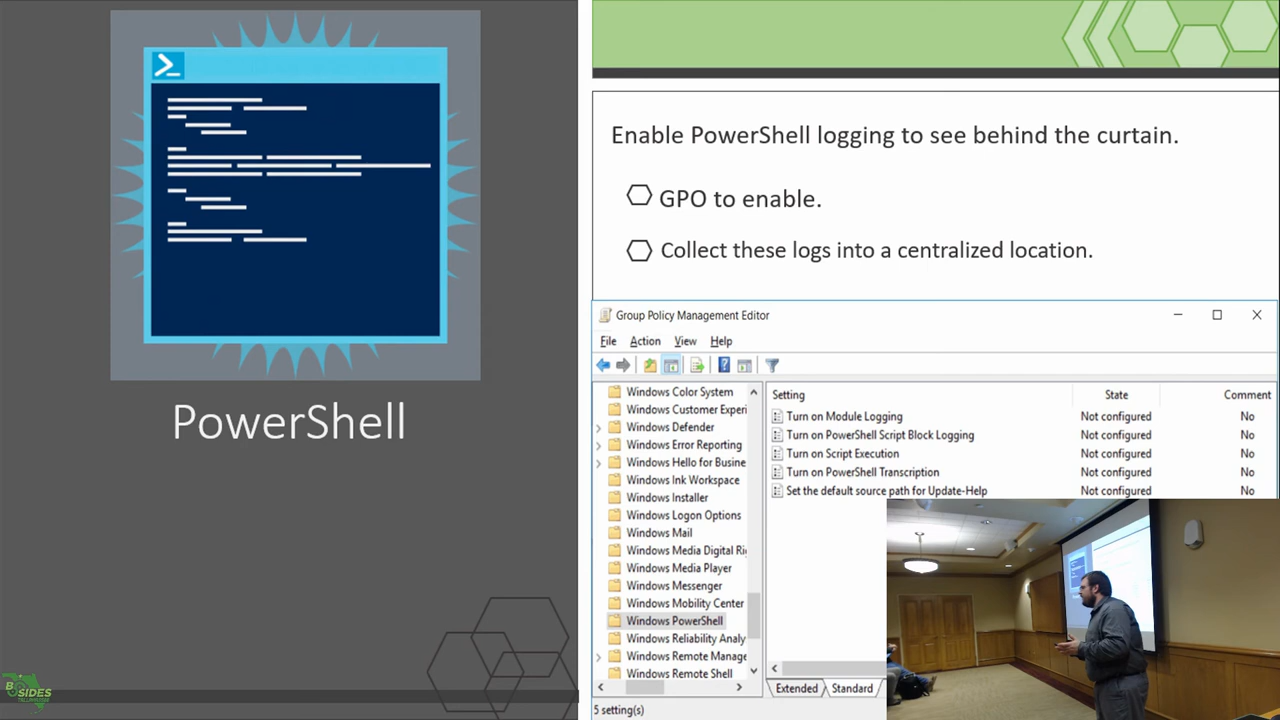 PowerShell
B SIDES
Enable PowerShell logging to see behind the curtain.
GPO to enable.
Collect these logs into a centralized location.
Group Policy Management Editor
File Action View Help
Windows Color System
Windows Customer Experi
Windows Defender
Windows Error Reporting
Windows Hello for Busine
Windows Ink Workspace
Windows Installer
Windows Logon Options
Windows Mail
Windows Media Digital Ri
Windows Media Player
Windows Messenger
Windows Mobility Center
Windows PowerShell
Windows Reliability Analy
Windows Remote Manage
Windows Remote Shell
Setting State Comment
Turn on Module Logging Not configured No
Turn on PowerShell Script Block Logging Not configured No
Turn on Script Execution Not configured No
Turn on PowerShell Transcription Not configured No
Set the default source path for Update-Help Not configured No
Extended Standard
5 setting(s)